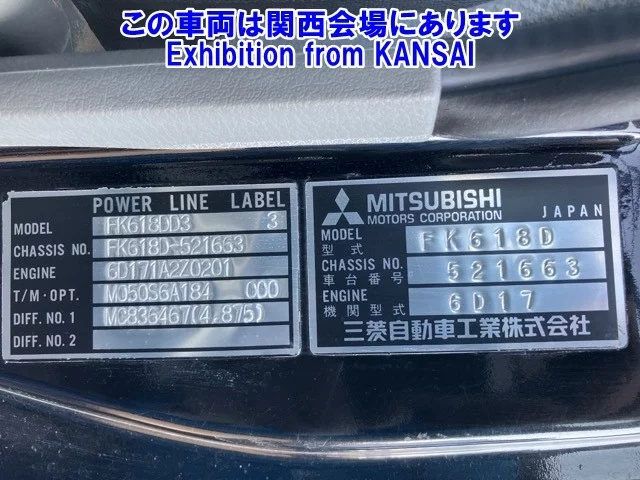 この車両は関西会場にあります
Exhibition from KANSAI
POWER LINE LABEL
MODEL FK618DD3 3
CHASSIS NO. FK618D-521663
ENGINE 6D171A2Z0201
T/M・OPT. M050S6A184 000
DIFF. NO. 1 MC836467(4.875)
DIFF. NO. 2
MITSUBISHI
MOTORS CORPORATION JAPAN
MODEL
型式 FK618D
CHASSIS NO.
車台番号 521663
ENGINE
機関型式 6D17
三菱自動車工業株式会社